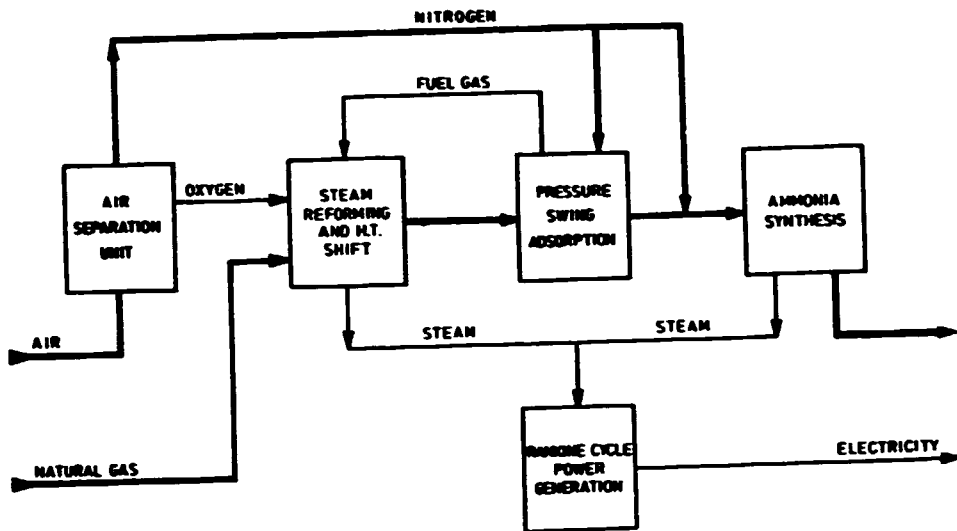 NITROGEN
FUEL GAS
AIR
SEPARATION
UNIT
OXYGEN
STEAM
REFORMING
AND H.T.
SHIFT
PRESSURE
SWING
ADSORPTION
AMMONIA
SYNTHESIS
AIR
STEAM
STEAM
NATURAL GAS
RANKINE CYCLE
POWER
GENERATION
ELECTRICITY